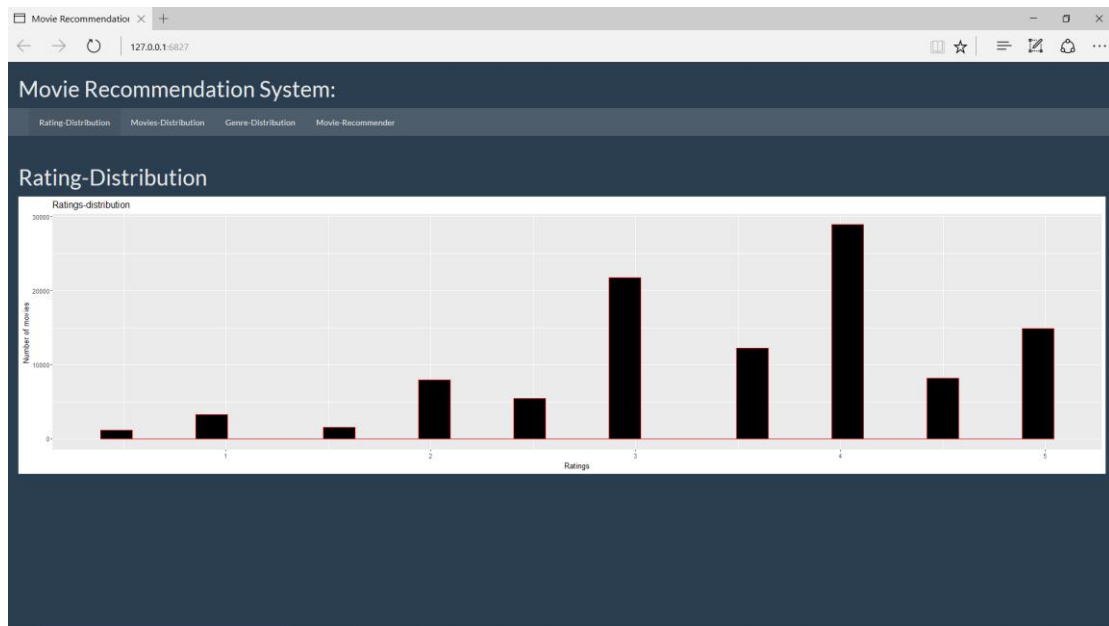 Movie Recommendation
127.0.0.1:6827
Movie Recommendation System:
Rating-Distribution Movies-Distribution Genre-Distribution Movie-Recommender
Rating-Distribution
Ratings-distribution
Number of movies
30000
20000
10000
0
1 2 3 4 5
Ratings